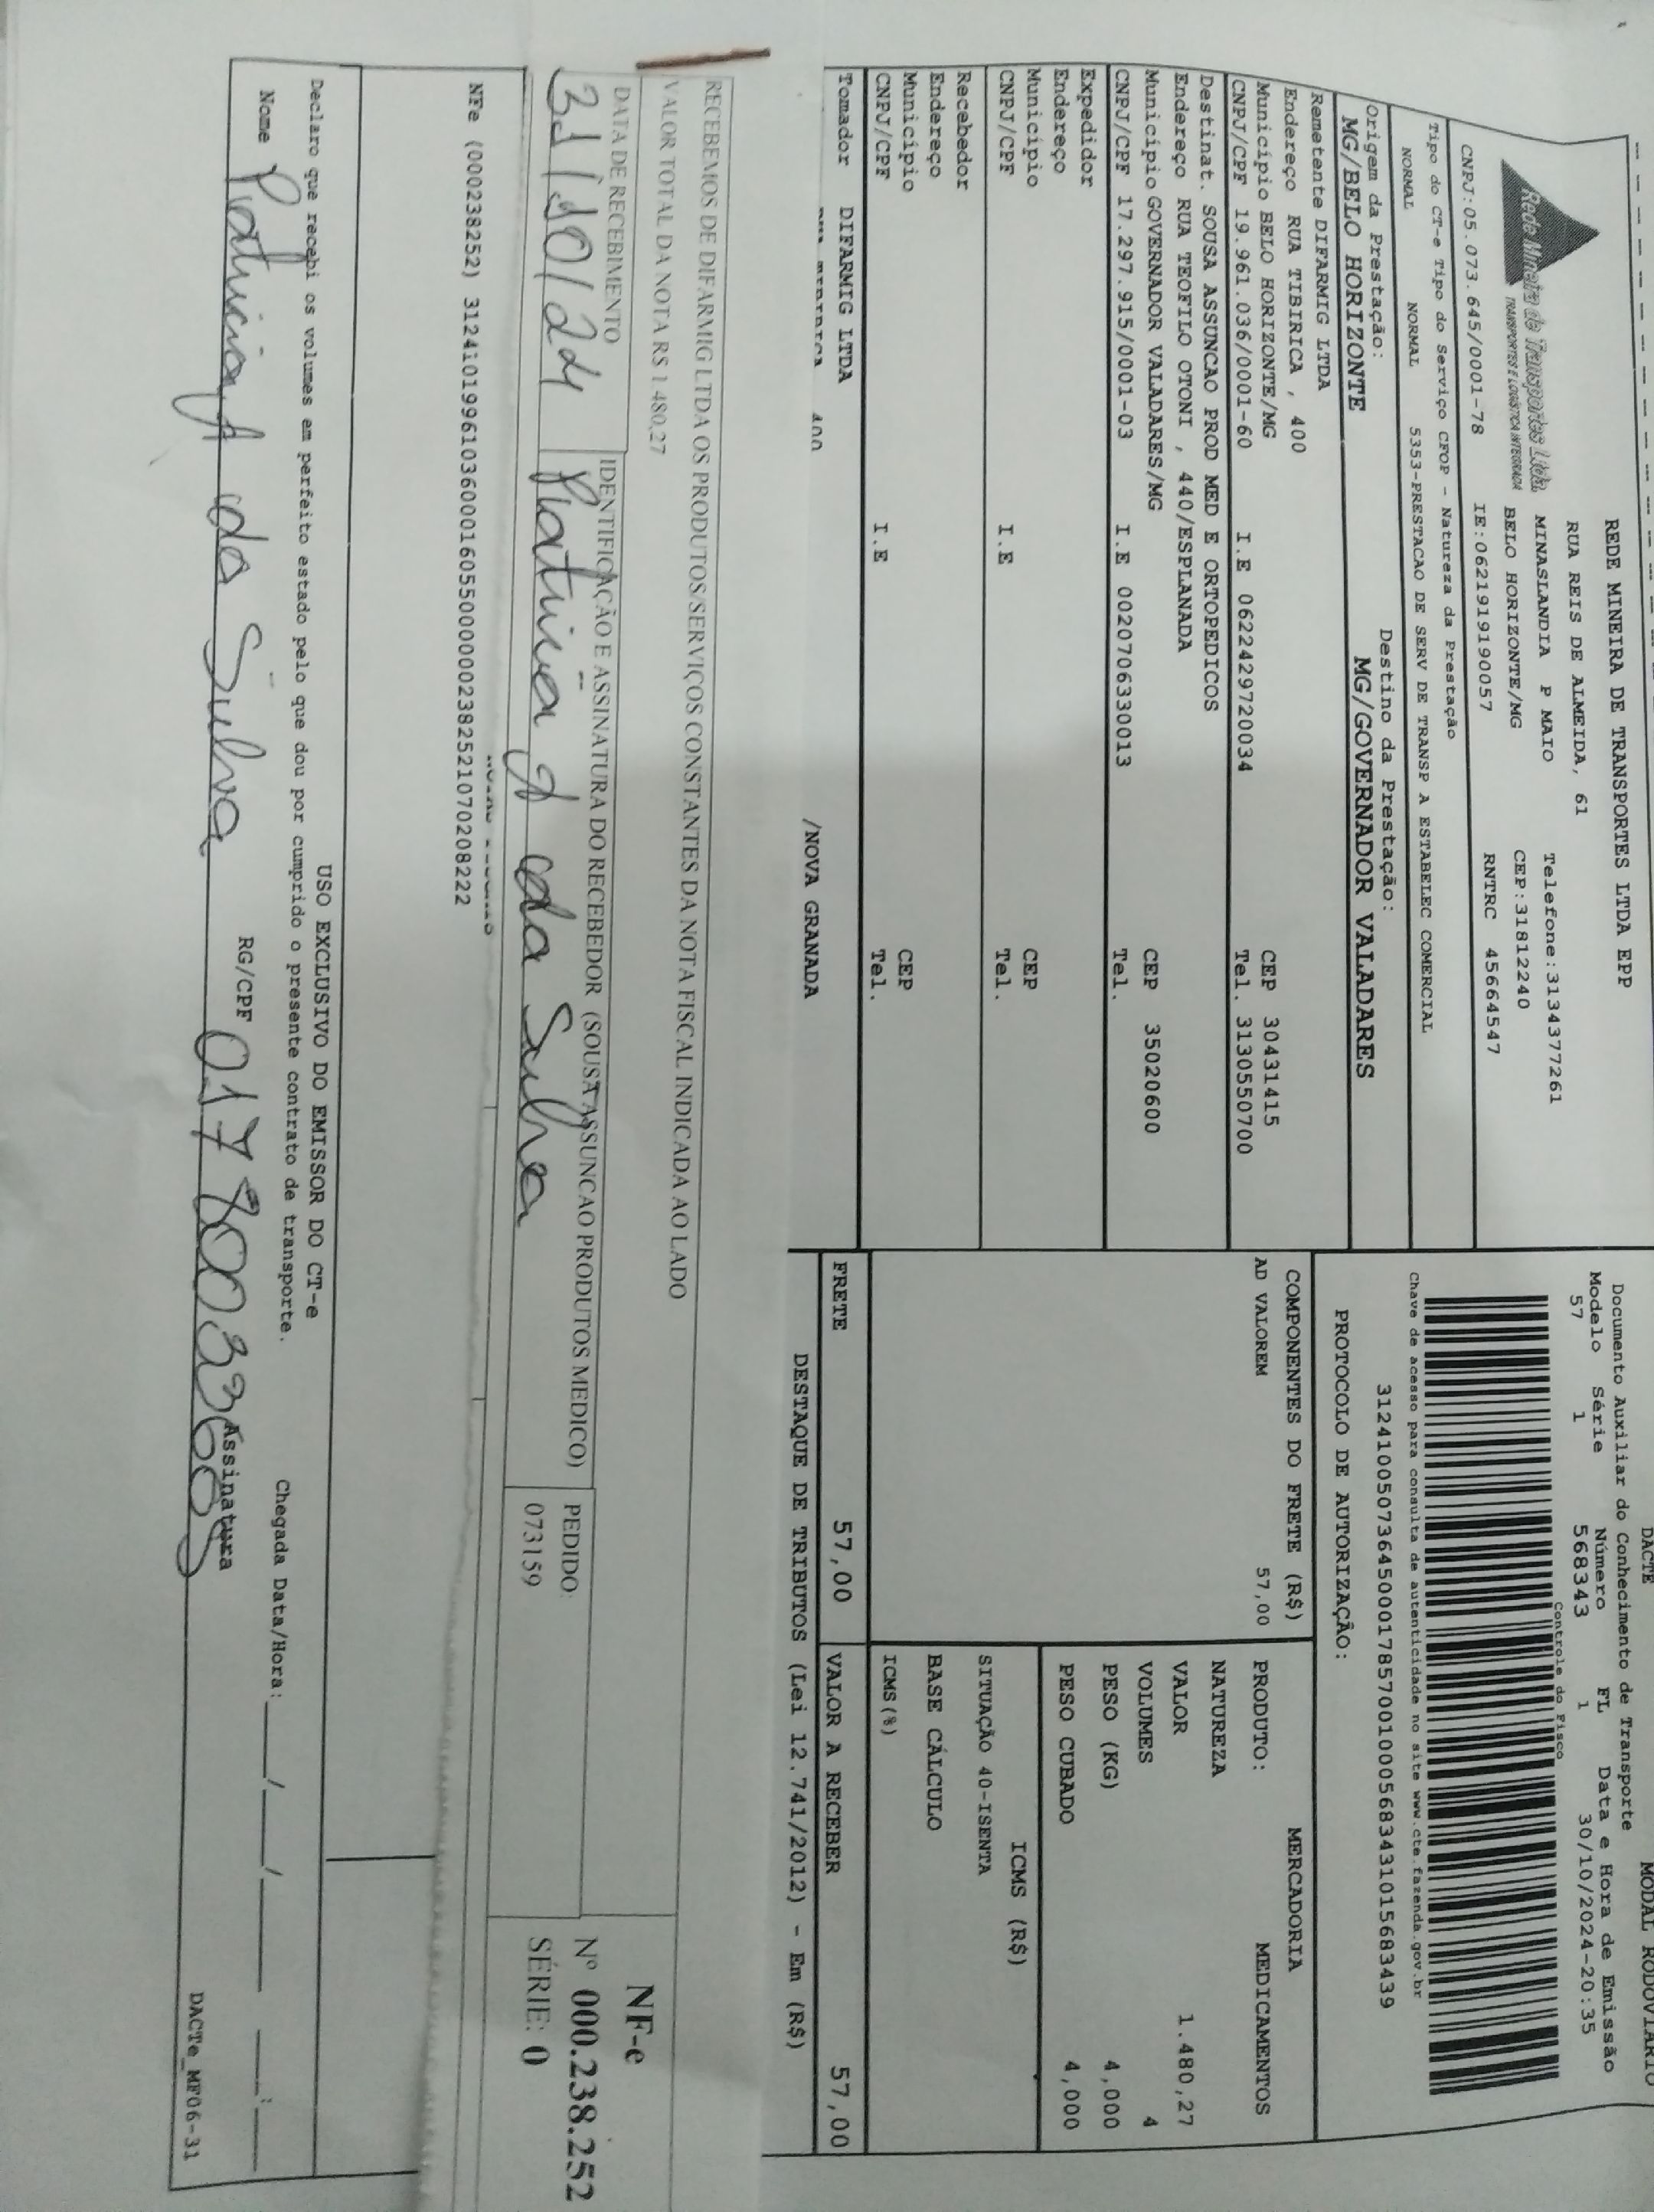 DACTE
MODAL RODOVIÁRIO
REDE MINEIRA DE TRANSPORTES LTDA EPP
RUA REIS DE ALMEIDA, 61
Telefone:3134377261
MINASLANDIA P MAIO
CEP:31812240
BELO HORIZONTE/MG
Rede Mineira de Transportes Ltda.
TRANSPORTES E LOGÍSTICA INTEGRADA
CNPJ:05.073.645/0001-78 IE:0621919190057 RNTRC 45664547
Documento Auxiliar do Conhecimento de Transporte
Modelo Série Número FL Data e Hora de Emissão
57 1 568343 1 30/10/2024-20:35
Controle do Fisco
Tipo do CT-e Tipo do Serviço CFOP - Natureza da Prestação
NORMAL NORMAL 5353-PRESTACAO DE SERV DE TRANSP A ESTABELEC COMERCIAL
Chave de acesso para consulta de autenticidade no site www.cte.fazenda.gov.br
31241005073645000178570010005683431015683439
Origem da Prestação: Destino da Prestação:
MG/BELO HORIZONTE MG/GOVERNADOR VALADARES
PROTOCOLO DE AUTORIZAÇÃO:
Remetente DIFARMIG LTDA
Endereço RUA TIBIRICA , 400
Município BELO HORIZONTE/MG CEP 30431415
CNPJ/CPF 19.961.036/0001-60 I.E 0622429720034 Tel. 3130550700
Destinat. SOUSA ASSUNCAO PROD MED E ORTOPEDICOS
Endereço RUA TEOFILO OTONI , 440/ESPLANADA
Município GOVERNADOR VALADARES/MG CEP 35020600
CNPJ/CPF 17.297.915/0001-03 I.E 0020706330013 Tel.
Expedidor
Endereço
Município CEP
CNPJ/CPF I.E Tel.
Recebedor
Endereço
Município CEP
CNPJ/CPF I.E Tel.
Tomador DIFARMIG LTDA
400 /NOVA GRANADA
COMPONENTES DO FRETE (R$)
AD VALOREM 57,00
MERCADORIA
PRODUTO: MEDICAMENTOS
NATUREZA
VALOR 1.480,27
VOLUMES 4
PESO (KG) 4,000
PESO CUBADO 4,000
ICMS (R$)
SITUAÇÃO 40-ISENTA
BASE CÁLCULO
ICMS(%)
FRETE 57,00 VALOR A RECEBER 57,00
DESTAQUE DE TRIBUTOS (Lei 12.741/2012) - Em (R$)
RECEBEMOS DE DIFARMIG LTDA OS PRODUTOS/SERVIÇOS CONSTANTES DA NOTA FISCAL INDICADA AO LADO
VALOR TOTAL DA NOTA R$ 1.480,27
DATA DE RECEBIMENTO
31/10/24
IDENTIFICAÇÃO E ASSINATURA DO RECEBEDOR (SOUSA ASSUNCAO PRODUTOS MEDICO)
Patricia A da Silva
PEDIDO:
073159
NF-e
Nº 000.238.252
SÉRIE: 0
NFe (000238252) 31241019961036000160550000002382521070208222
USO EXCLUSIVO DO EMISSOR DO CT-e
Declaro que recebi os volumes em perfeito estado pelo que dou por cumprido o presente contrato de transporte.
Chegada Data/Hora:___/___/_____ ___:___
Nome Patricia A da Silva RG/CPF Assinatura
DACTe_MF06-31